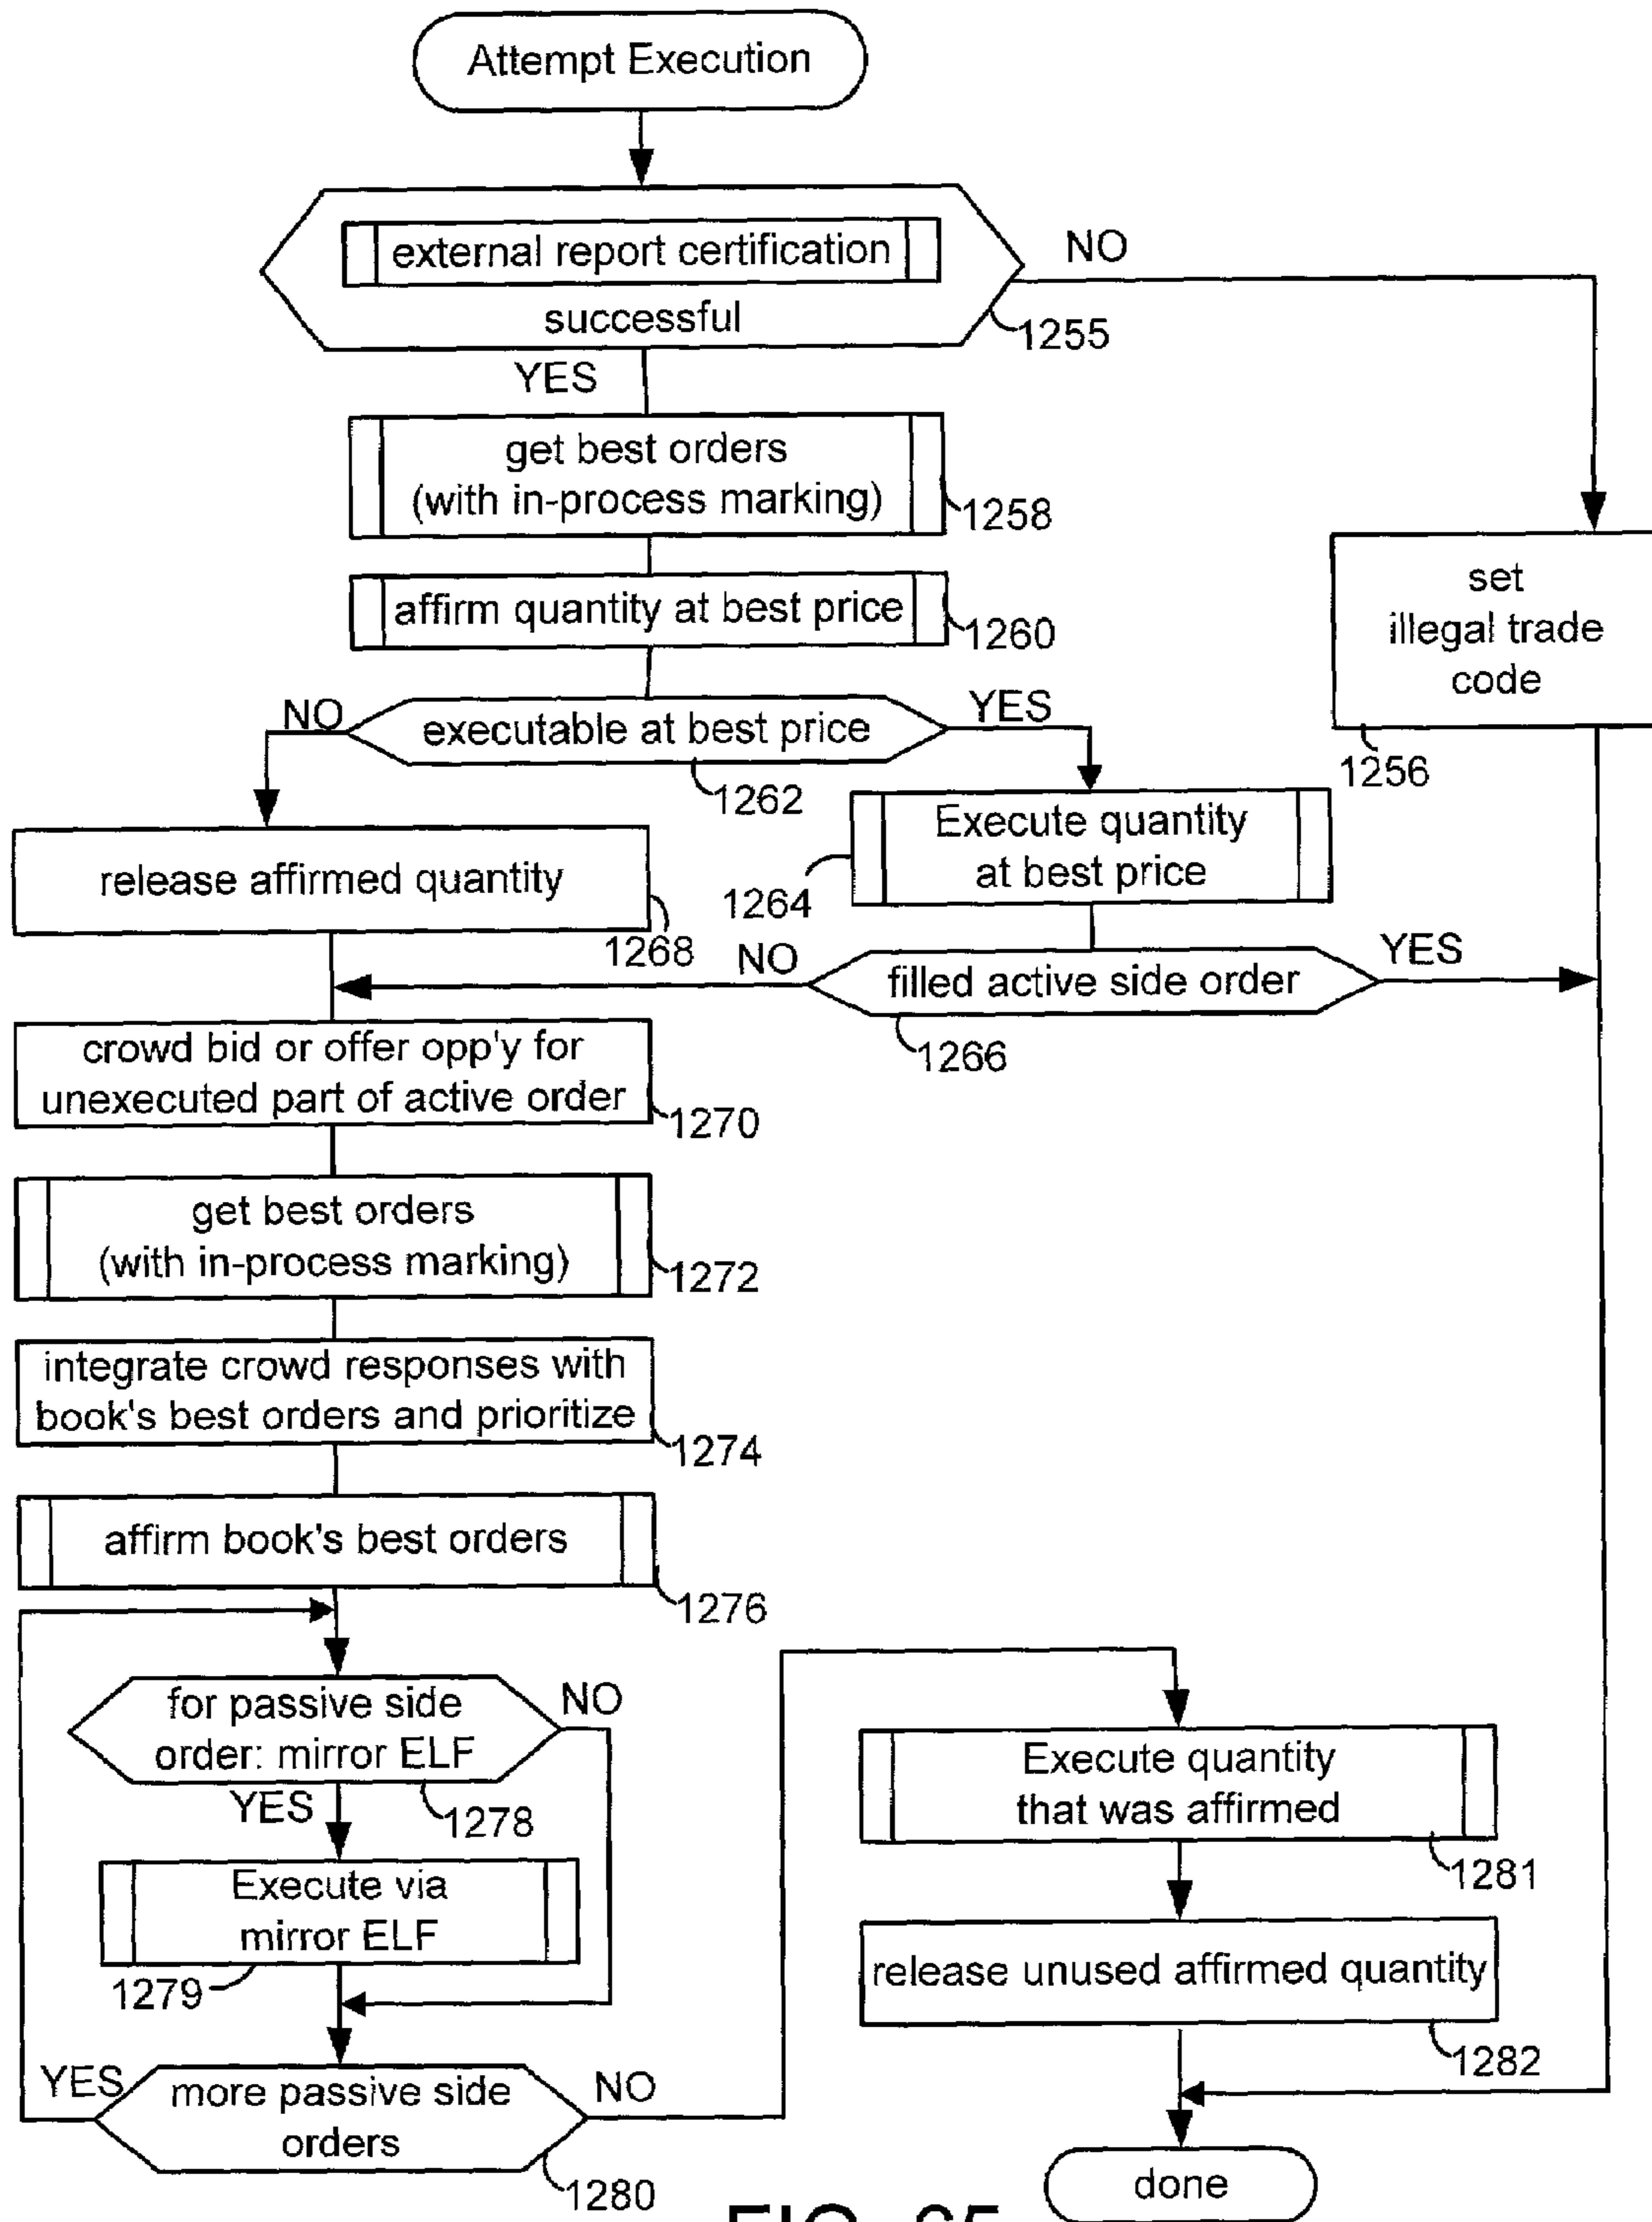 Attempt Execution
external report certification
successful
NO
1255
YES
get best orders
(with in-process marking)
1258
affirm quantity at best price
1260
set
illegal trade
code
1256
NO
executable at best price
YES
1262
Execute quantity
at best price
1264
release affirmed quantity
1268
NO
filled active side order
YES
1266
crowd bid or offer opp'y for
unexecuted part of active order
1270
get best orders
(with in-process marking)
1272
integrate crowd responses with
book's best orders and prioritize
1274
affirm book's best orders
1276
for passive side
order: mirror ELF
NO
YES
1278
Execute via
mirror ELF
1279
YES
more passive side
orders
NO
1280
Execute quantity
that was affirmed
1281
release unused affirmed quantity
1282
done